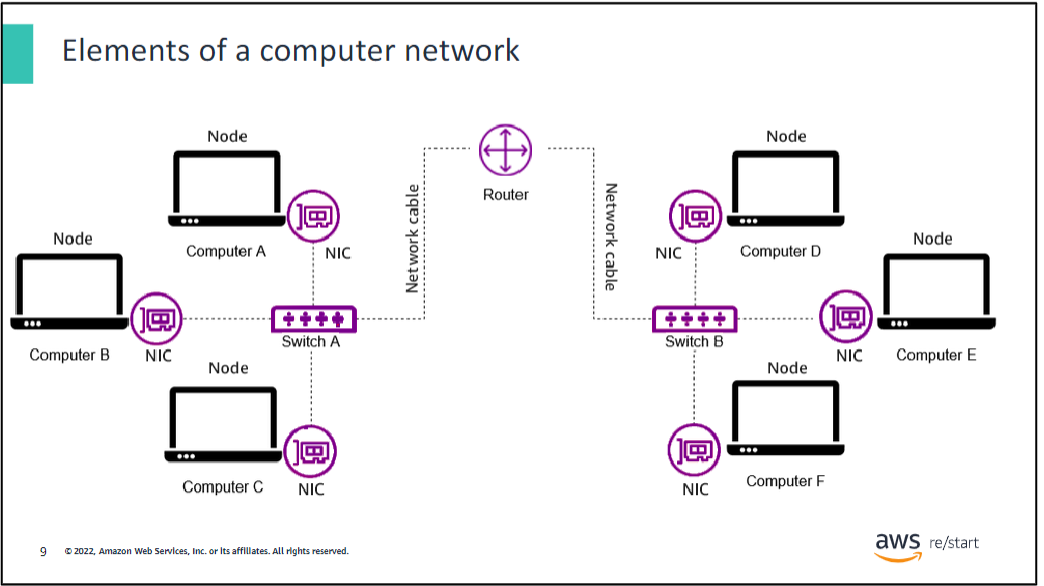 Elements of a computer network
Node
Node
Computer A
NIC
Router
Network cable
Network cable
NIC
Computer D
Node
Node
Computer B
NIC
Switch A
Switch B
NIC
Computer E
Node
Node
Computer C
NIC
NIC
Computer F
9
© 2022, Amazon Web Services, Inc. or its affiliates. All rights reserved.
aws re/start